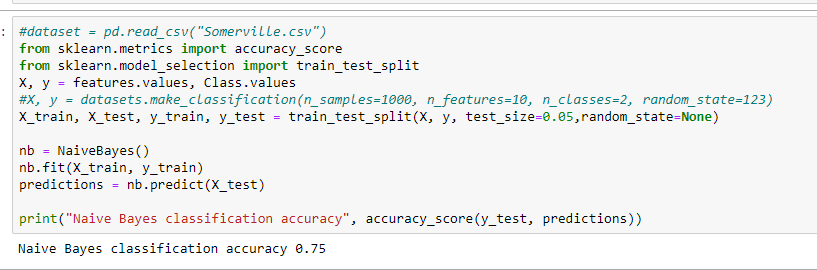 :
#dataset = pd.read_csv("Somerville.csv")
from sklearn.metrics import accuracy_score
from sklearn.model_selection import train_test_split
X, y = features.values, Class.values
#X, y = datasets.make_classification(n_samples=1000, n_features=10, n_classes=2, random_state=123)
X_train, X_test, y_train, y_test = train_test_split(X, y, test_size=0.05,random_state=None)

nb = NaiveBayes()
nb.fit(X_train, y_train)
predictions = nb.predict(X_test)

print("Naive Bayes classification accuracy", accuracy_score(y_test, predictions))
Naive Bayes classification accuracy 0.75